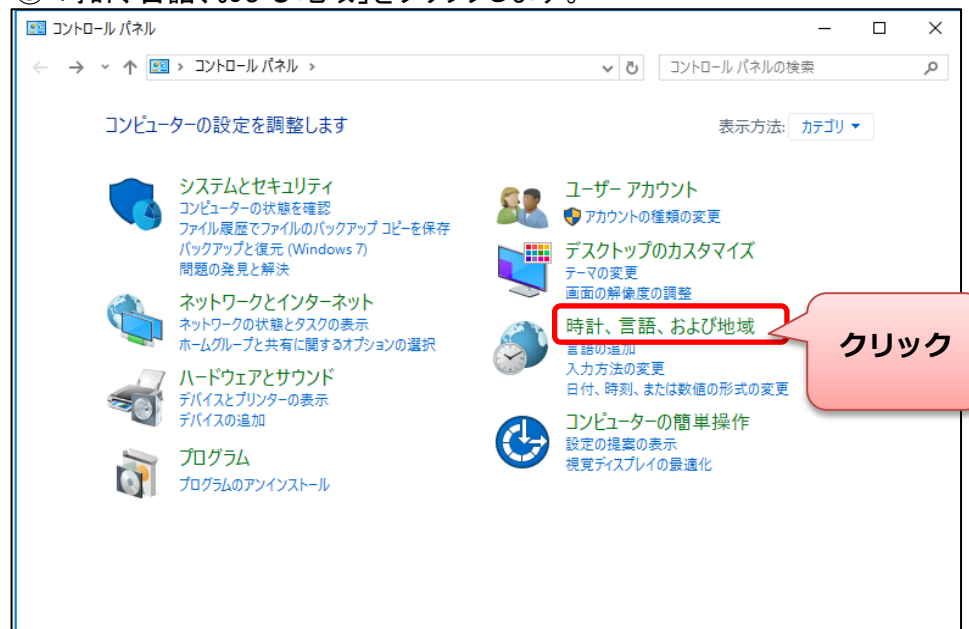 時計、言語、および地域」をクリックします。
コントロール パネル
コントロール パネル
コントロール パネルの検索
コンピューターの設定を調整します
表示方法: カテゴリ
システムとセキュリティ
コンピューターの状態を確認
ファイル履歴でファイルのバックアップ コピーを保存
バックアップと復元 (Windows 7)
問題の発見と解決
ネットワークとインターネット
ネットワークの状態とタスクの表示
ホームグループと共有に関するオプションの選択
ハードウェアとサウンド
デバイスとプリンターの表示
デバイスの追加
プログラム
プログラムのアンインストール
ユーザー アカウント
アカウントの種類の変更
デスクトップのカスタマイズ
テーマの変更
画面の解像度の調整
時計、言語、および地域
言語の追加
入力方法の変更
日付、時刻、または数値の形式の変更
コンピューターの簡単操作
設定の提案の表示
視覚ディスプレイの最適化
クリック